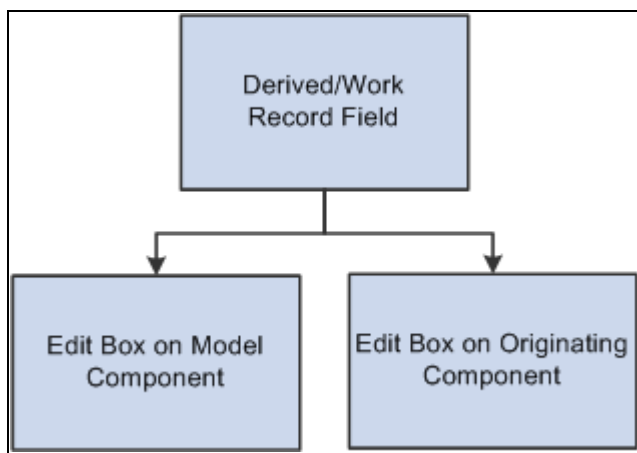 Derived/Work
Record Field
Edit Box on Model
Component
Edit Box on Originating
Component